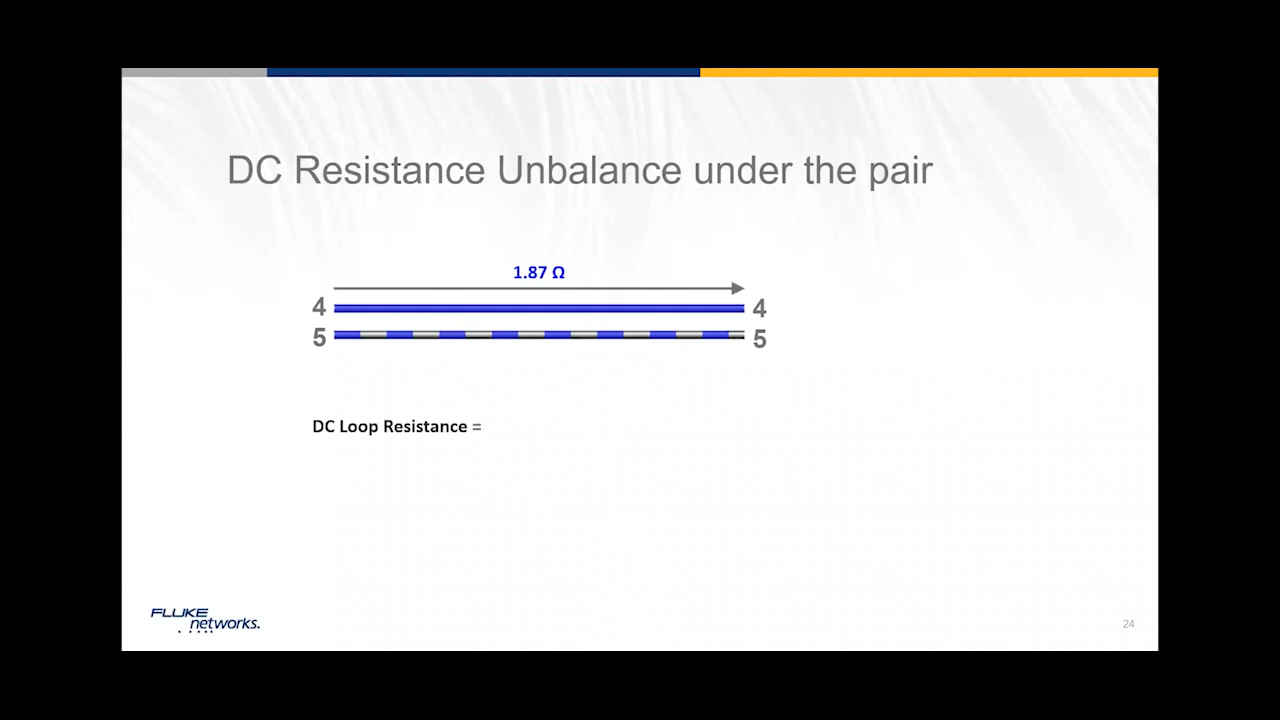 DC Resistance Unbalance under the pair
1.87 Ω
4 4
5 5
DC Loop Resistance =
FLUKE
networks.
24